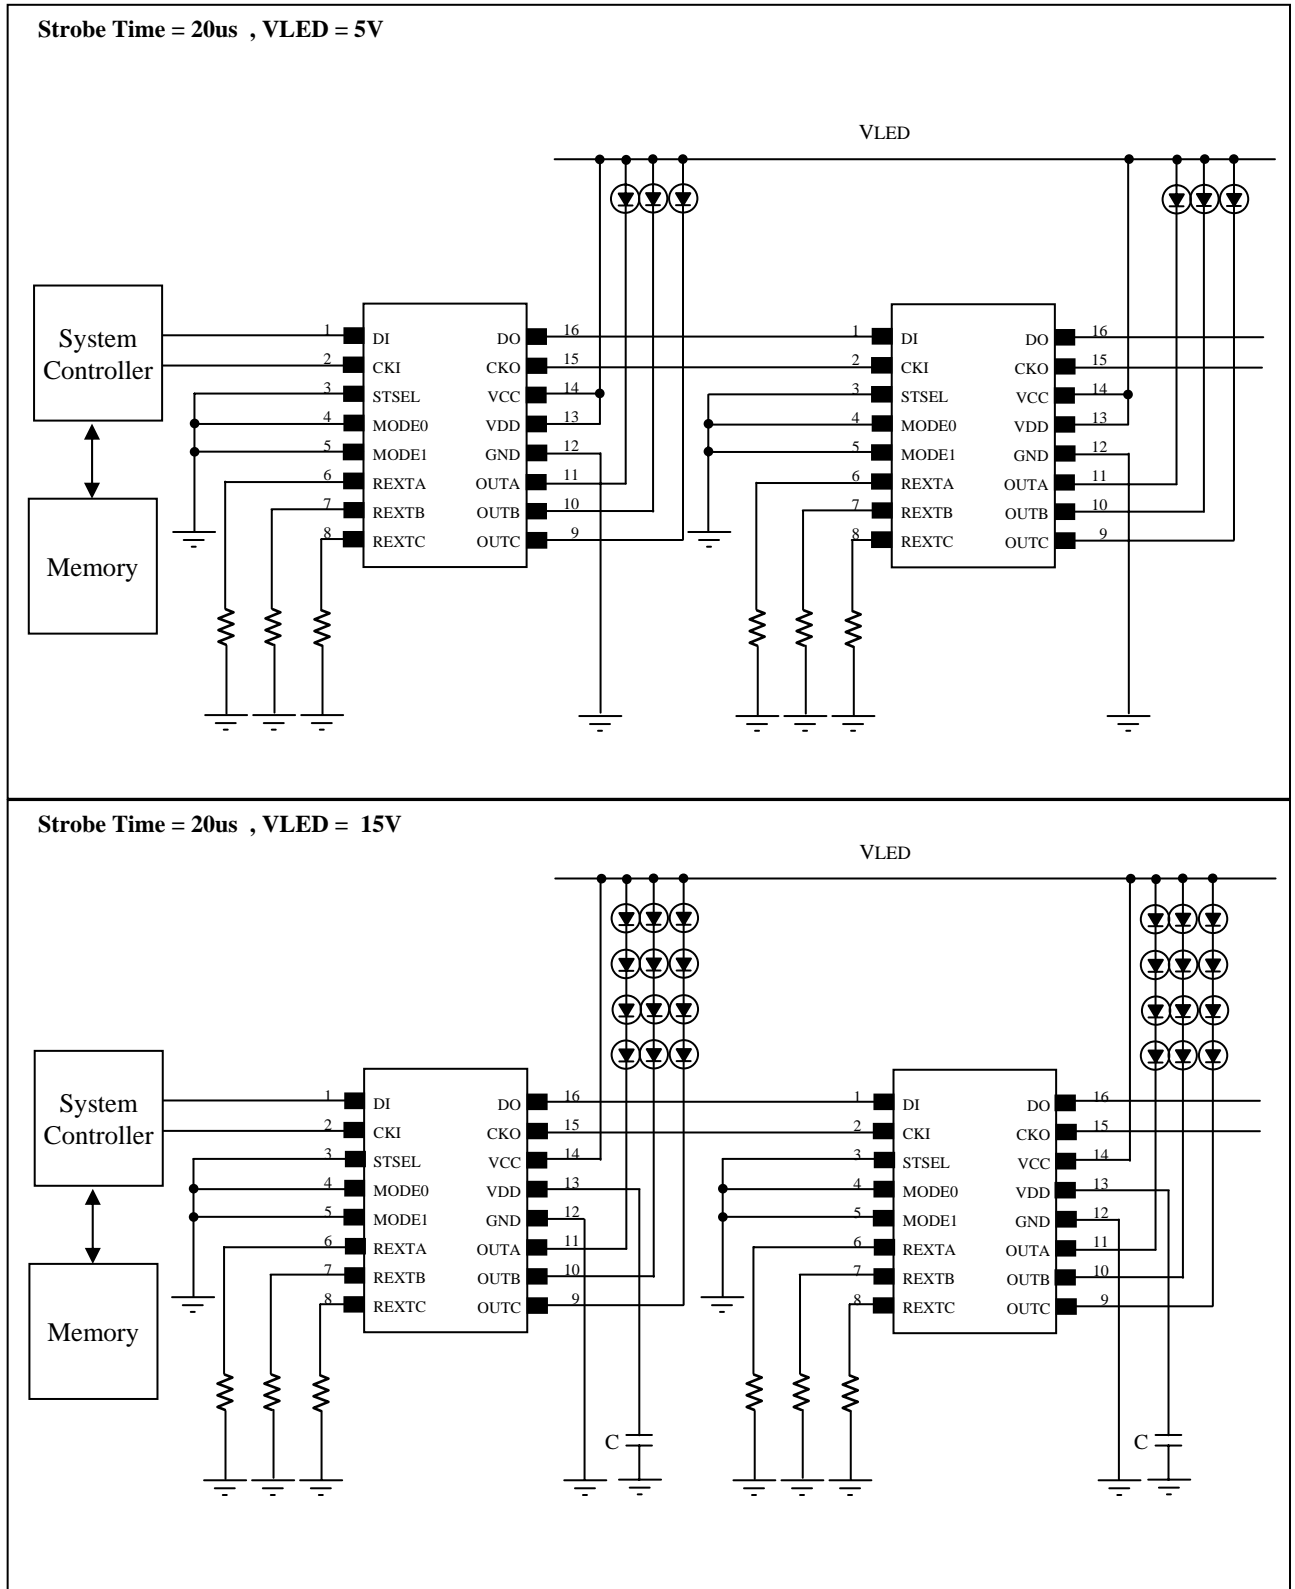 Strobe Time = 20us , VLED = 5V
VLED
System
Controller
Memory
1 DI DO 16
2 CKI CKO 15
3 STSEL VCC 14
4 MODE0 VDD 13
5 MODE1 GND 12
6 REXTA OUTA 11
7 REXTB OUTB 10
8 REXTC OUTC 9
1 DI DO 16
2 CKI CKO 15
3 STSEL VCC 14
4 MODE0 VDD 13
5 MODE1 GND 12
6 REXTA OUTA 11
7 REXTB OUTB 10
8 REXTC OUTC 9
Strobe Time = 20us , VLED = 15V
VLED
System
Controller
Memory
1 DI DO 16
2 CKI CKO 15
3 STSEL VCC 14
4 MODE0 VDD 13
5 MODE1 GND 12
6 REXTA OUTA 11
7 REXTB OUTB 10
8 REXTC OUTC 9
C
1 DI DO 16
2 CKI CKO 15
3 STSEL VCC 14
4 MODE0 VDD 13
5 MODE1 GND 12
6 REXTA OUTA 11
7 REXTB OUTB 10
8 REXTC OUTC 9
C